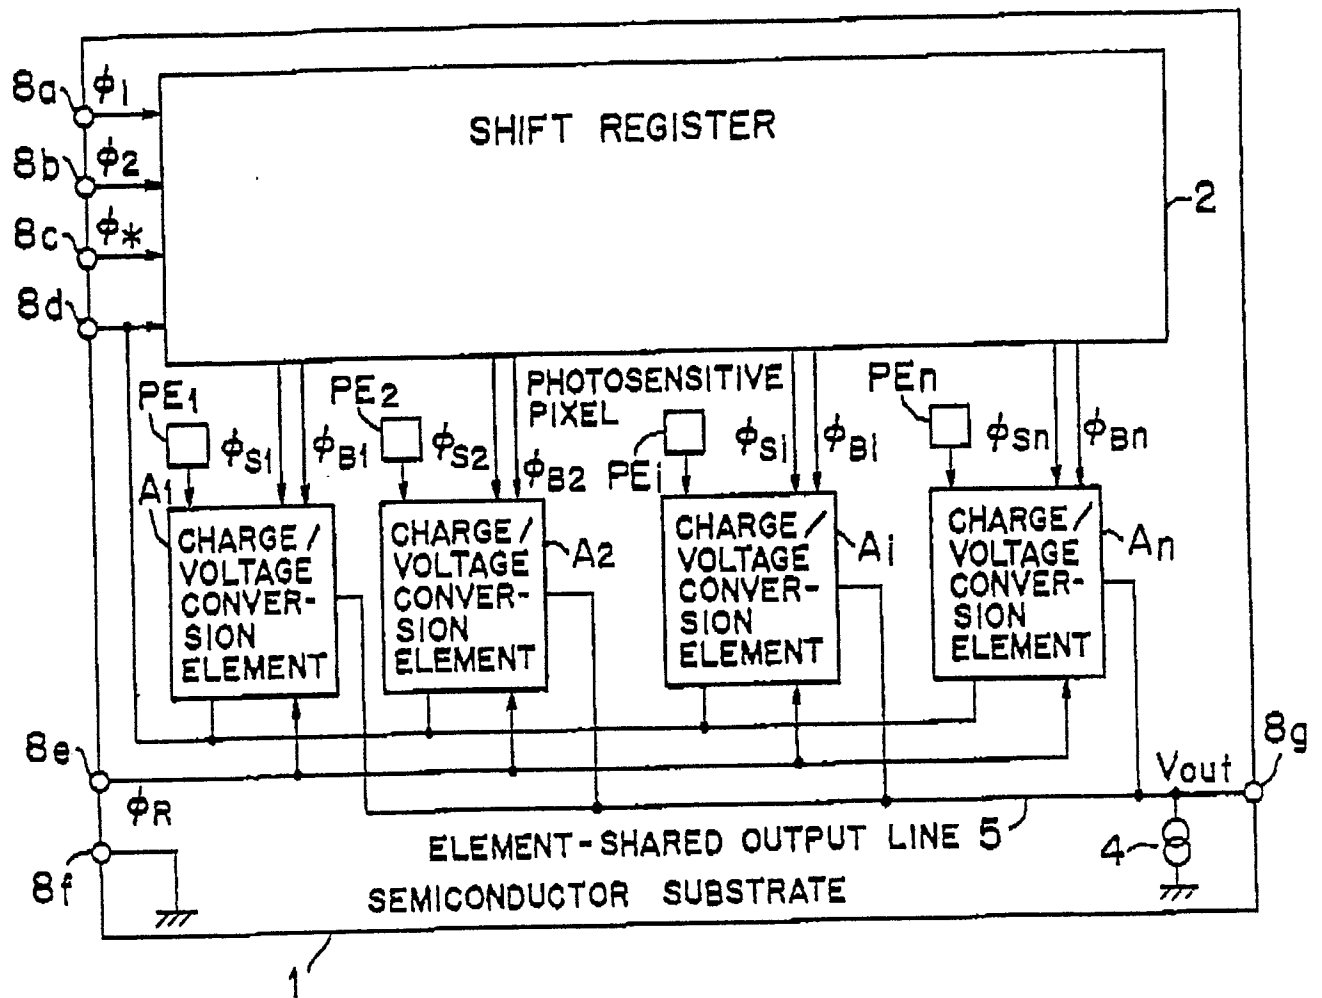 8a
ϕ1
SHIFT REGISTER
8b
ϕ2
2
8c
ϕ*
8d
PE1
PE2
PHOTOSENSITIVE
PIXEL
PEi
PEn
ϕS1
ϕB1
ϕS2
ϕB2
ϕSi
ϕBi
ϕSn
ϕBn
A1
CHARGE/
VOLTAGE
CONVER-
SION
ELEMENT
A2
CHARGE/
VOLTAGE
CONVER-
SION
ELEMENT
Ai
CHARGE/
VOLTAGE
CONVER-
SION
ELEMENT
An
CHARGE/
VOLTAGE
CONVER-
SION
ELEMENT
8e
ϕR
8g
Vout
ELEMENT-SHARED OUTPUT LINE 5
4
8f
SEMICONDUCTOR SUBSTRATE
1